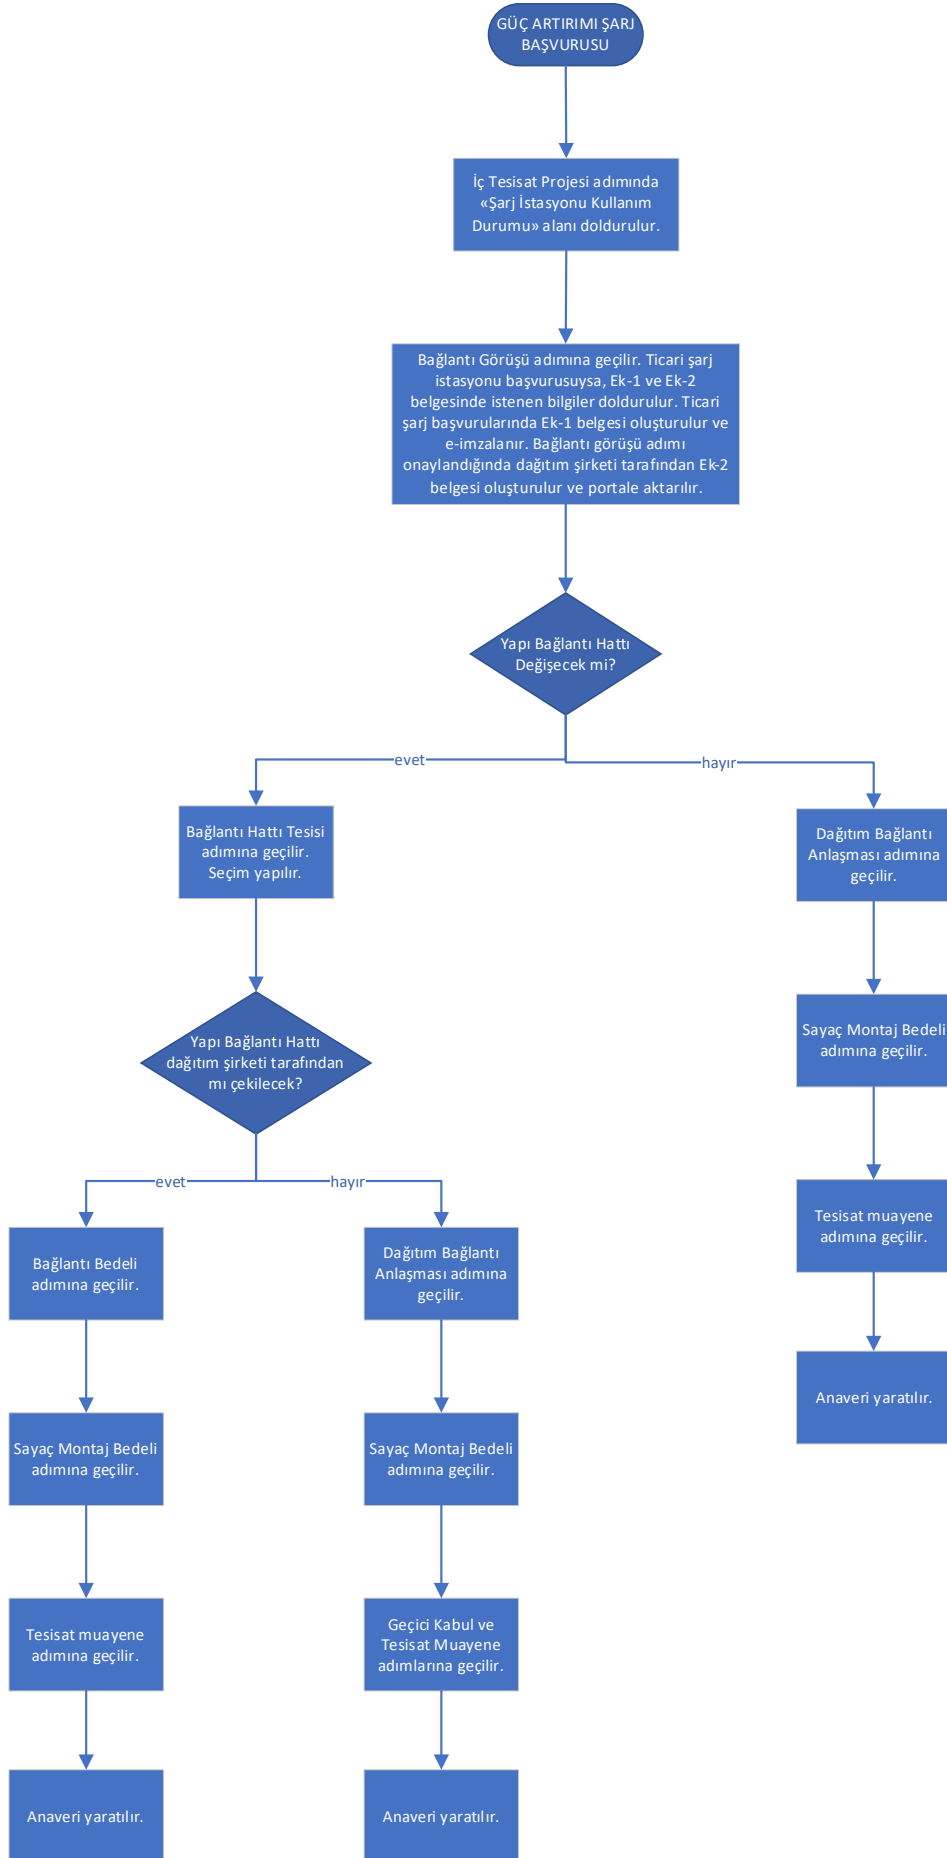 GÜÇ ARTIRIMI ŞARJ
BAŞVURUSU
İç Tesisat Projesi adımında
«Şarj İstasyonu Kullanım
Durumu» alanı doldurulur.
Bağlantı Görüşü adımına geçilir. Ticari şarj
istasyonu başvurusuysa, Ek-1 ve Ek-2
belgesinde istenen bilgiler doldurulur. Ticari
şarj başvurularında Ek-1 belgesi oluşturulur ve
e-imzalanır. Bağlantı görüşü adımı
onaylandığında dağıtım şirketi tarafından Ek-2
belgesi oluşturulur ve portale aktarılır.
Yapı Bağlantı Hattı
Değişecek mi?
evet
hayır
Bağlantı Hattı Tesisi
adımına geçilir.
Seçim yapılır.
Dağıtım Bağlantı
Anlaşması adımına
geçilir.
Yapı Bağlantı Hattı
dağıtım şirketi tarafından
mı çekilecek?
Sayaç Montaj Bedeli
adımına geçilir.
evet
hayır
Tesisat muayene
adımına geçilir.
Bağlantı Bedeli
adımına geçilir.
Dağıtım Bağlantı
Anlaşması adımına
geçilir.
Anaveri yaratılır.
Sayaç Montaj Bedeli
adımına geçilir.
Sayaç Montaj Bedeli
adımına geçilir.
Tesisat muayene
adımına geçilir.
Geçici Kabul ve
Tesisat Muayene
adımlarına geçilir.
Anaveri yaratılır.
Anaveri yaratılır.